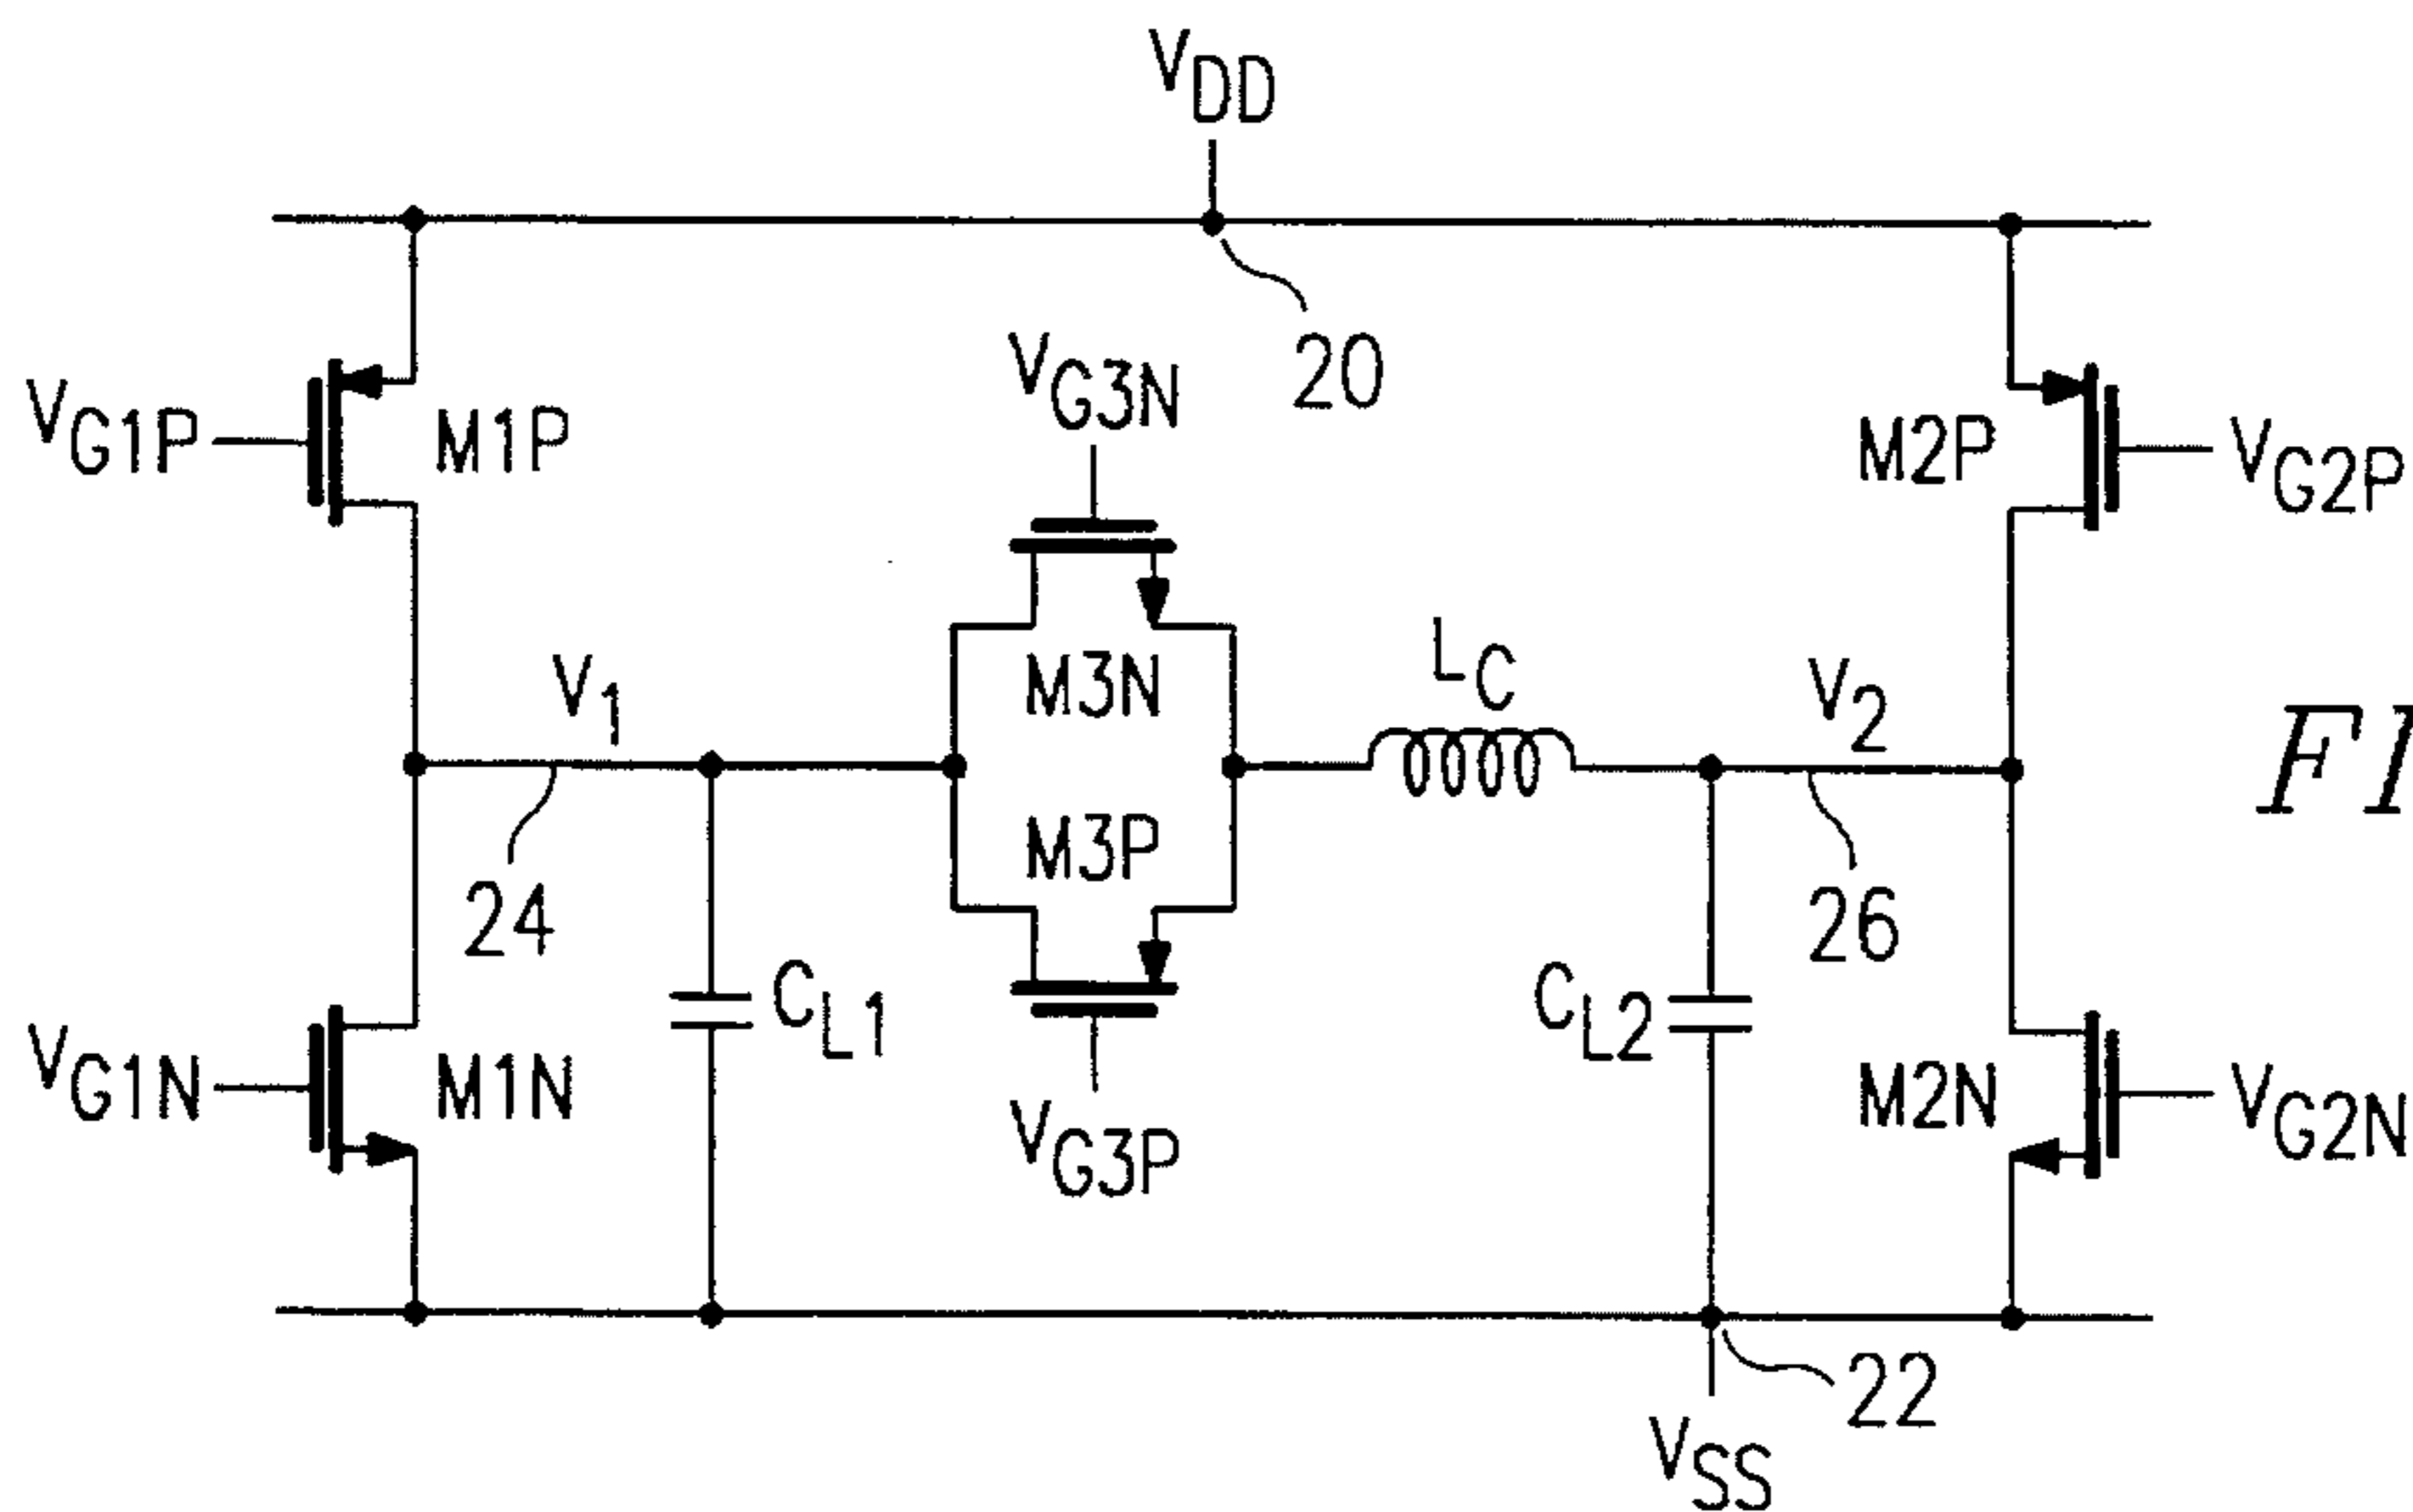 VDD
20
VG3N
VG1P
M1P
M2P
VG2P
V1
M3N
LC
V2
FI
24
M3P
26
CL1
CL2
VG1N
M1N
VG3P
M2N
VG2N
22
VSS